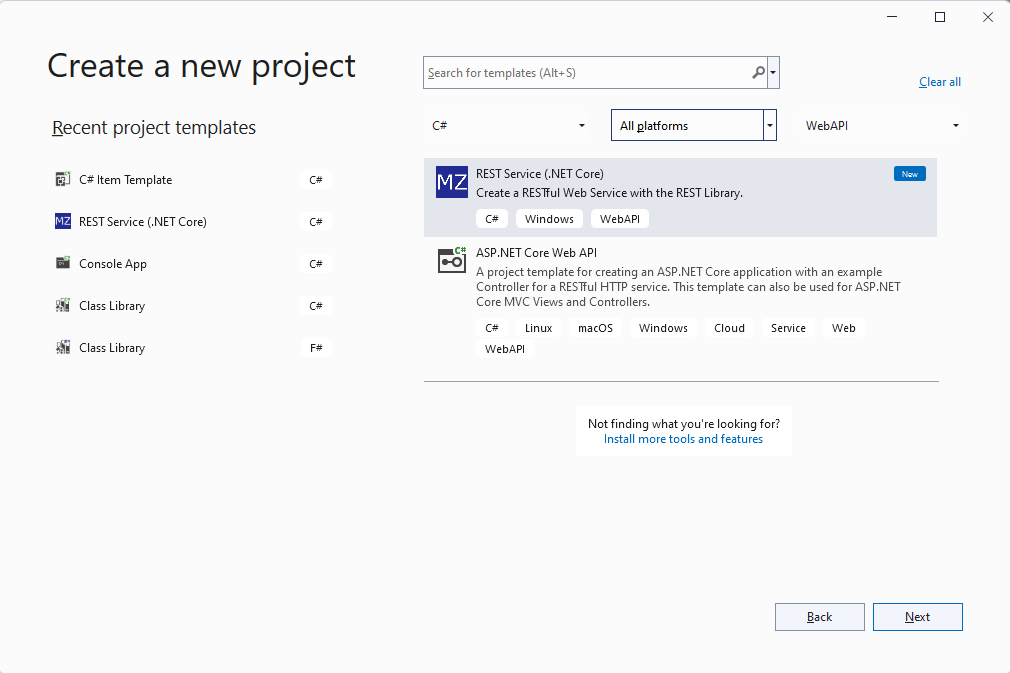 Create a new project
Search for templates (Alt+S)
Clear all
Recent project templates
C#
All platforms
WebAPI
C# Item Template
C#
MZ
REST Service (.NET Core)
C#
Console App
C#
Class Library
C#
Class Library
F#
MZ
REST Service (.NET Core)
New
Create a RESTful Web Service with the REST Library.
C#
Windows
WebAPI
C#
ASP.NET Core Web API
A project template for creating an ASP.NET Core application with an example
Controller for a RESTful HTTP service. This template can also be used for ASP.NET
Core MVC Views and Controllers.
C#
Linux
macOS
Windows
Cloud
Service
Web
WebAPI
Not finding what you're looking for?
Install more tools and features
Back
Next